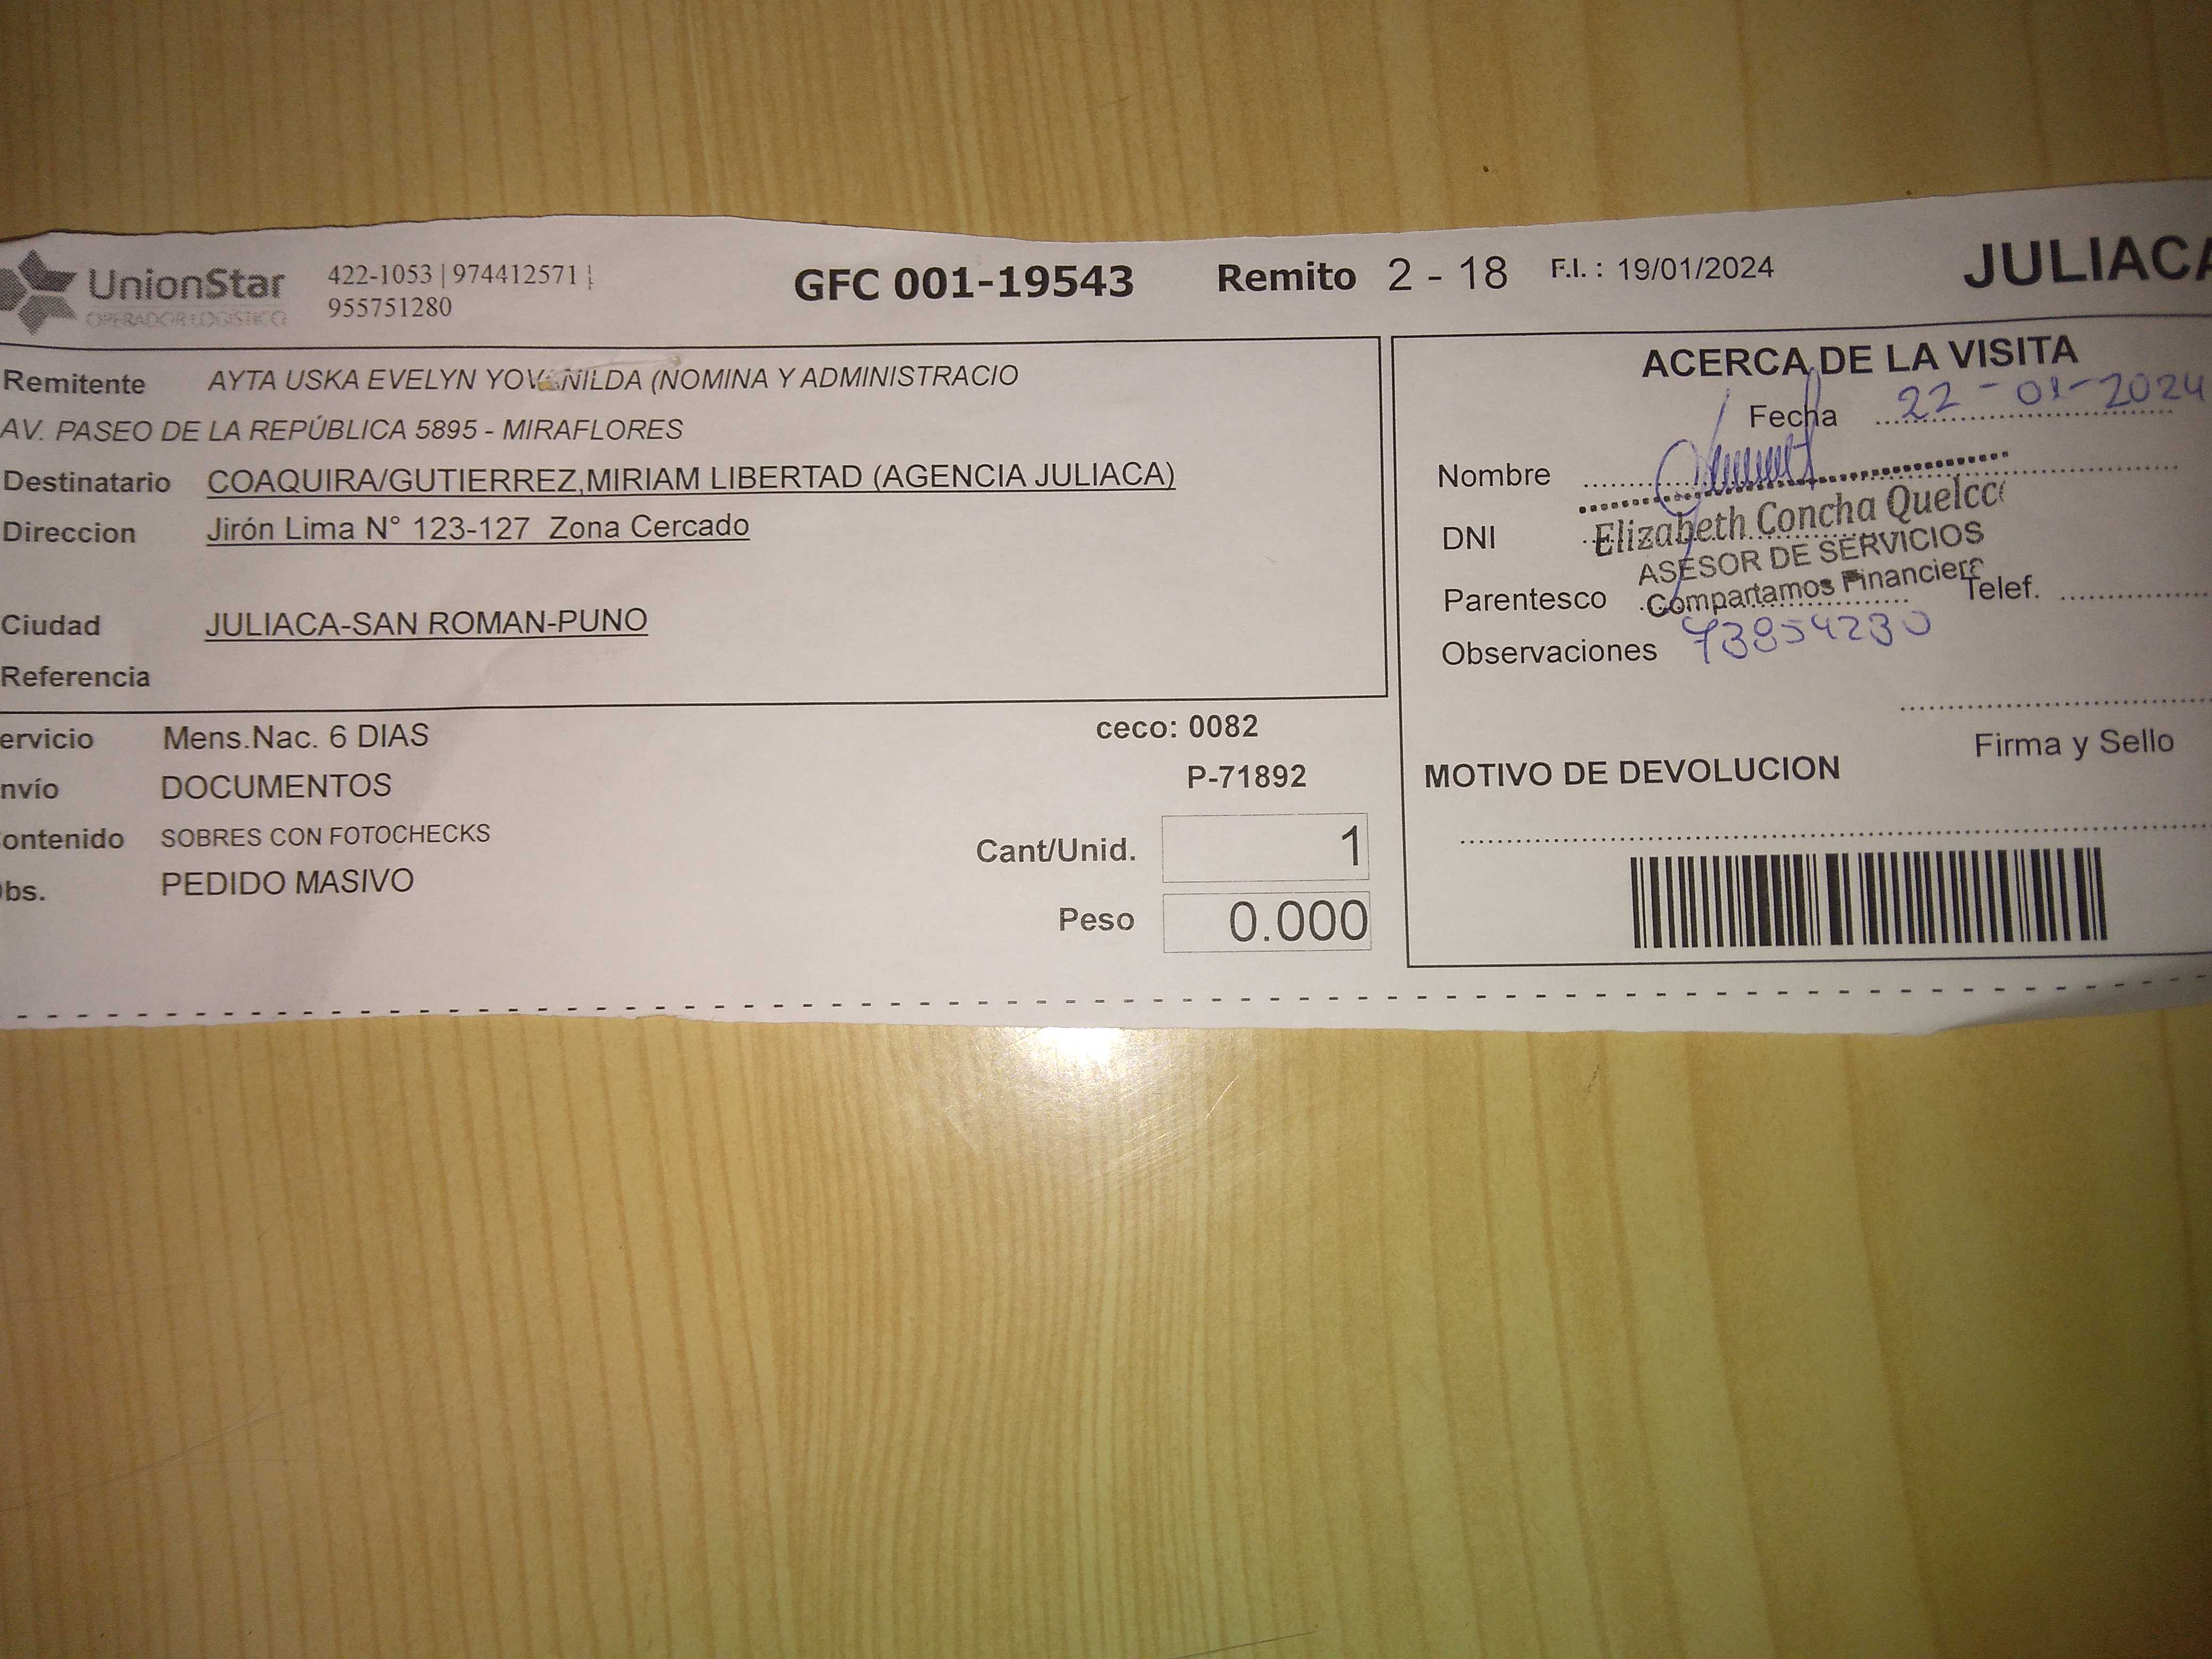 UnionStar
OPERADOR LOGISTICO
422-1053 | 974412571 |
955751280
GFC 001-19543
Remito 2 - 18
F.I. : 19/01/2024
JULIACA
Remitente AYTA USKA EVELYN (NOMINA Y ADMINISTRACIO
AV. PASEO DE LA REPÚBLICA 5895 - MIRAFLORES
Destinatario COAQUIRA/GUTIERREZ,MIRIAM LIBERTAD (AGENCIA JULIACA)
Direccion Jirón Lima N° 123-127 Zona Cercado
Ciudad JULIACA-SAN ROMAN-PUNO
Referencia
ervicio Mens.Nac. 6 DIAS
nvío DOCUMENTOS
ontenido SOBRES CON FOTOCHECKS
bs. PEDIDO MASIVO
ceco: 0082
P-71892
Cant/Unid. 1
Peso 0.000
ACERCA DE LA VISITA
Fecha 22-01-2024
Nombre
DNI
Elizabeth Concha
ASESOR DE SERVICIOS
Compartamos Financiera
Parentesco
Telef.
Observaciones 73854230
Firma y Sello
MOTIVO DE DEVOLUCION